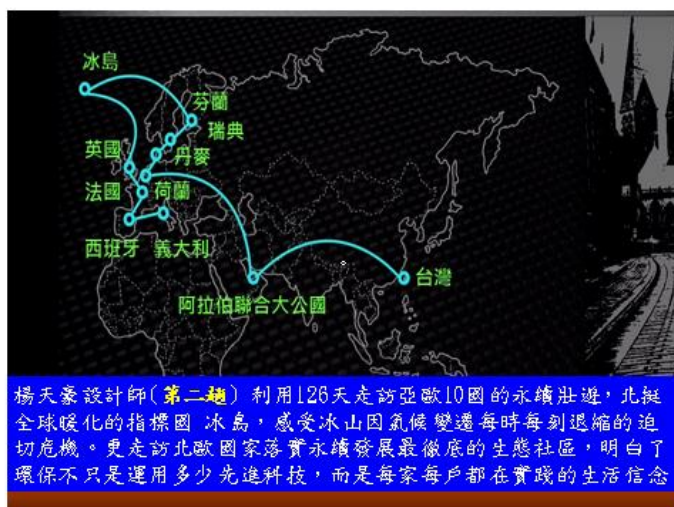 冰島
芬蘭
瑞典
英國
丹麥
法國
荷蘭
西班牙
義大利
台灣
阿拉伯聯合大公國
楊天豪設計師(第二趟) 利用126天走訪亞歐10國的永續壯遊，北挺
全球暖化的指標國 冰島，感受冰山因氣候變遷每時每刻退縮的迫
切危機。更走訪北歐國家落實永續發展最徹底的生態社區，明白了
環保不只是運用多少先進科技，而是每家每戶都在實踐的生活信念